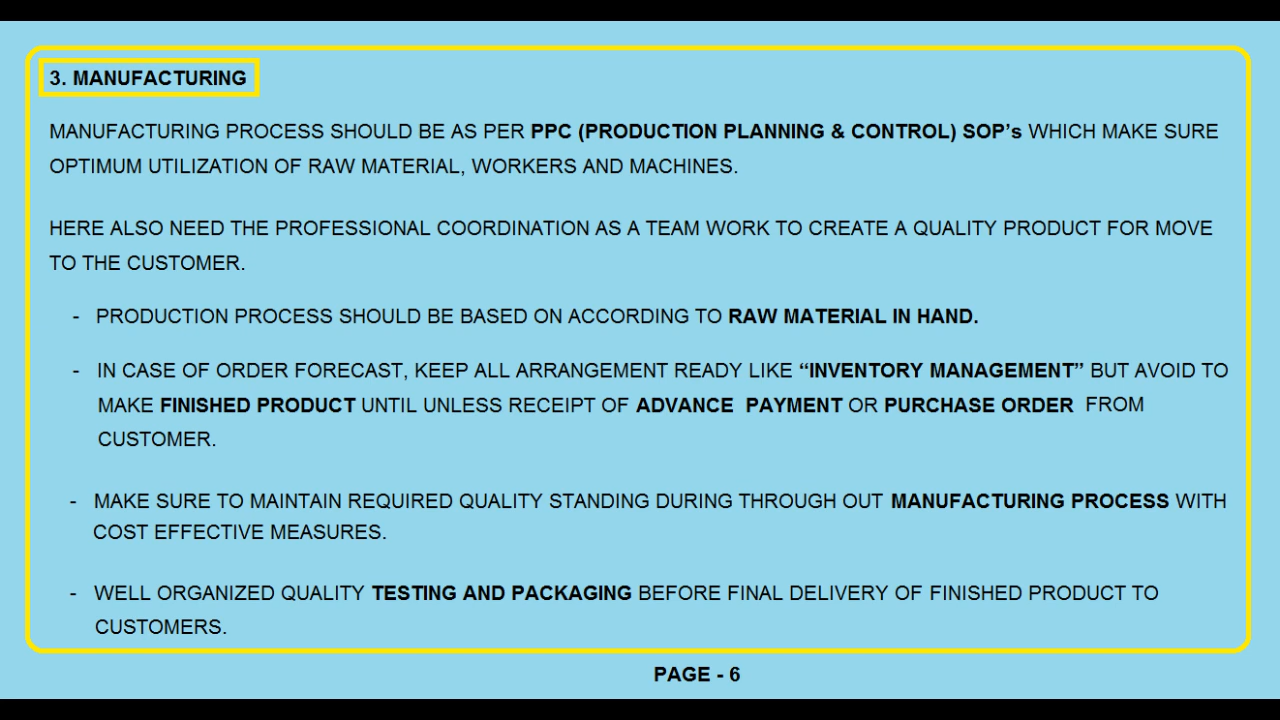 3. MANUFACTURING
MANUFACTURING PROCESS SHOULD BE AS PER PPC (PRODUCTION PLANNING & CONTROL) SOP's WHICH MAKE SURE
OPTIMUM UTILIZATION OF RAW MATERIAL, WORKERS AND MACHINES.
HERE ALSO NEED THE PROFESSIONAL COORDINATION AS A TEAM WORK TO CREATE A QUALITY PRODUCT FOR MOVE
TO THE CUSTOMER.
- PRODUCTION PROCESS SHOULD BE BASED ON ACCORDING TO RAW MATERIAL IN HAND.
- IN CASE OF ORDER FORECAST, KEEP ALL ARRANGEMENT READY LIKE “INVENTORY MANAGEMENT” BUT AVOID TO
MAKE FINISHED PRODUCT UNTIL UNLESS RECEIPT OF ADVANCE PAYMENT OR PURCHASE ORDER FROM
CUSTOMER.
- MAKE SURE TO MAINTAIN REQUIRED QUALITY STANDING DURING THROUGH OUT MANUFACTURING PROCESS WITH
COST EFFECTIVE MEASURES.
- WELL ORGANIZED QUALITY TESTING AND PACKAGING BEFORE FINAL DELIVERY OF FINISHED PRODUCT TO
CUSTOMERS.
PAGE - 6